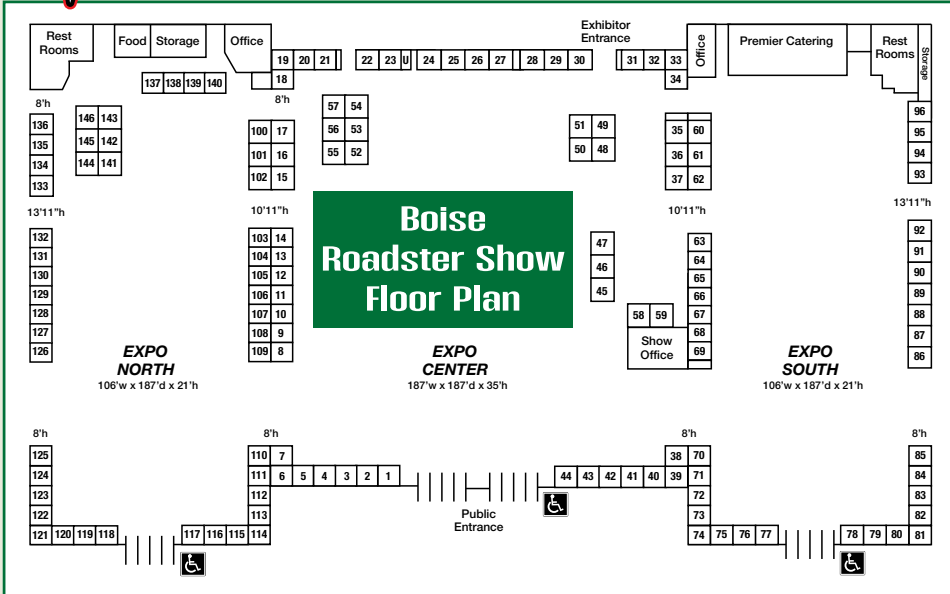 Exhibitor
Entrance
Rest
Rooms
Food
Storage
Office
Office
Premier Catering
Rest
Rooms
Storage
19 20 21
22 23 U 24 25 26 27 28 29 30
31 32 33
18
34
137 138 139 140
8'h
8'h
136
135
134
133
146 143
145 142
144 141
100 17
101 16
102 15
57 54
56 53
55 52
51 49
50 48
35 60
36 61
37 62
96
95
94
93
13'11"h
10'11"h
10'11"h
13'11"h
Boise
Roadster Show
Floor Plan
132
131
130
129
128
127
126
103 14
104 13
105 12
106 11
107 10
108 9
109 8
47
46
45
58 59
Show
Office
63
64
65
66
67
68
69
92
91
90
89
88
87
86
EXPO
NORTH
106'w x 187'd x 21'h
EXPO
CENTER
187'w x 187'd x 35'h
EXPO
SOUTH
106'w x 187'd x 21'h
8'h
8'h
8'h
8'h
125
124
123
122
121 120 119 118
117 116 115 114
110 7
111 6 5 4 3 2 1
112
113
Public
Entrance
44 43 42 41 40 39
38 70
71
72
73
74 75 76 77
78 79 80 81
85
84
83
82